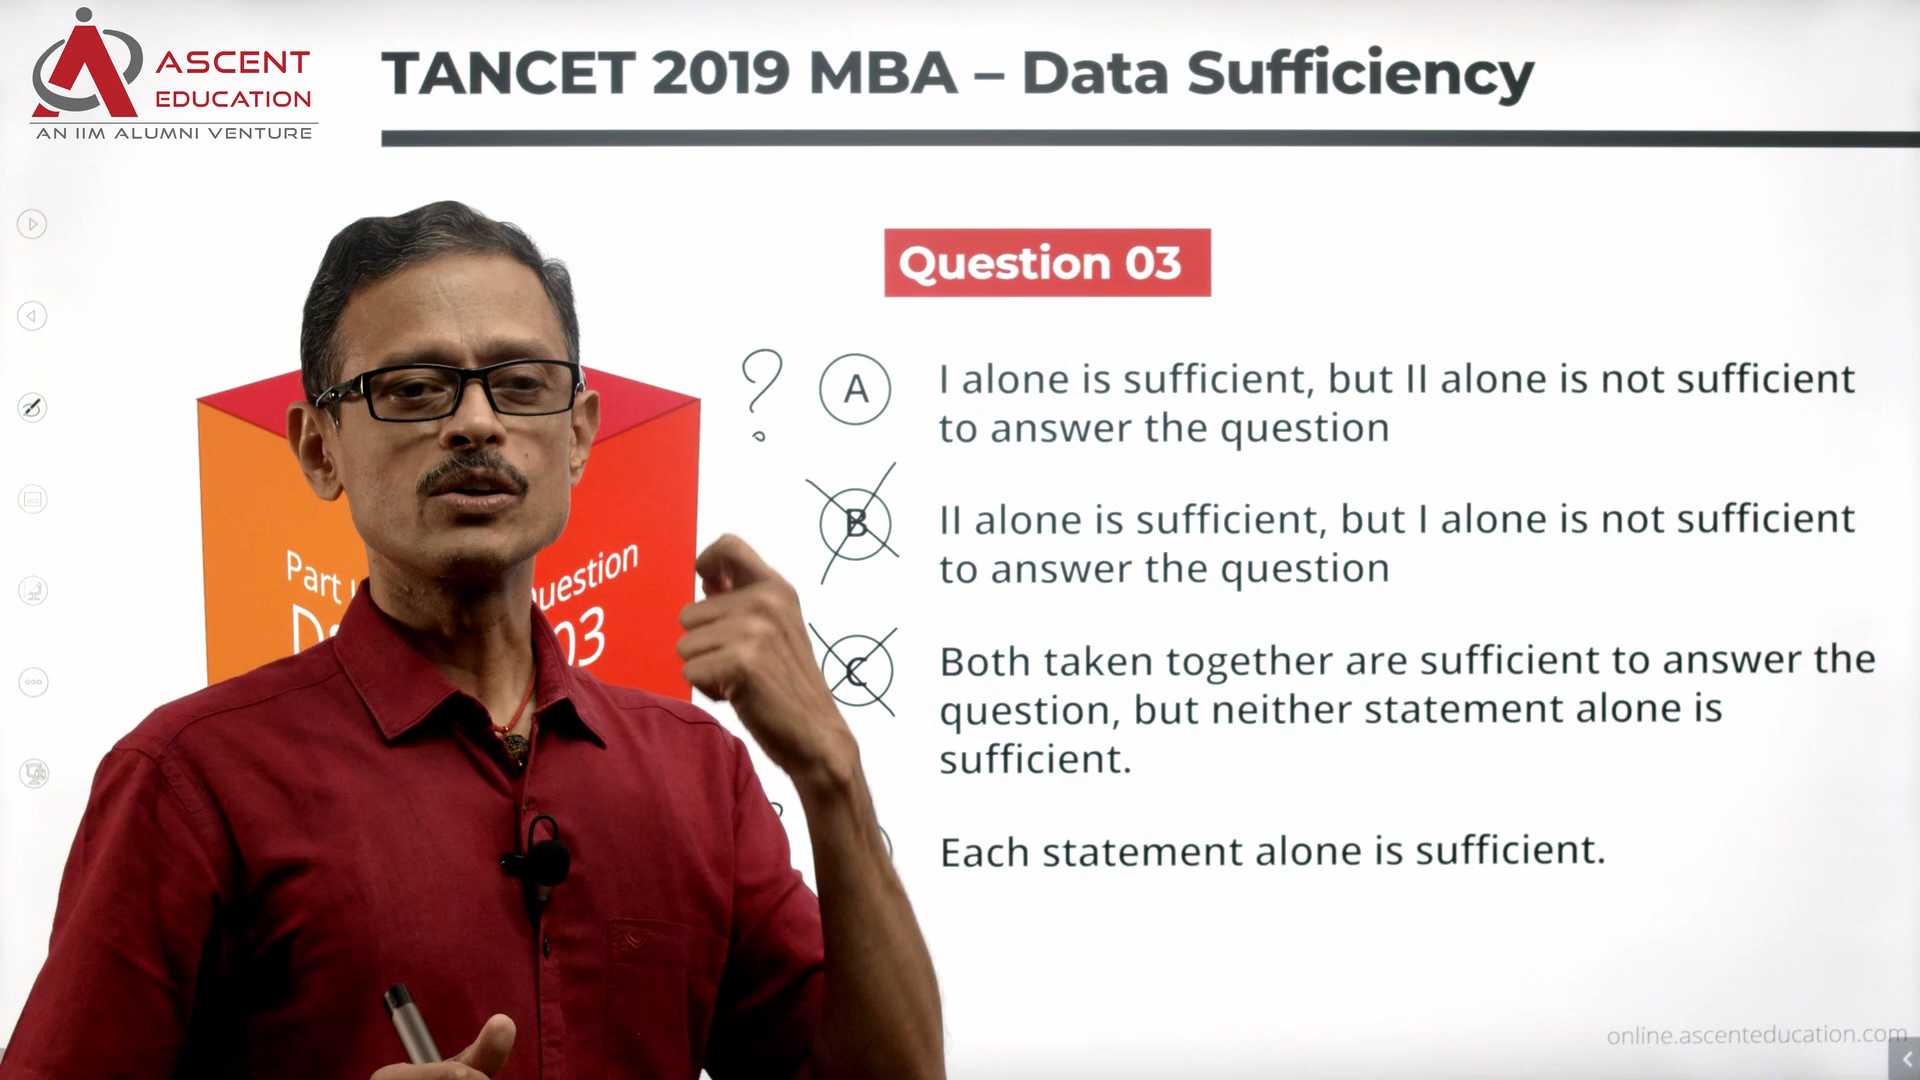 ASCENT
EDUCATION
AN IIM ALUMNI VENTURE
TANCET 2019 MBA – Data Sufficiency
Question 03
?
A
I alone is sufficient, but II alone is not sufficient
to answer the question
B
II alone is sufficient, but I alone is not sufficient
to answer the question
C
Both taken together are sufficient to answer the
question, but neither statement alone is
sufficient.
Each statement alone is sufficient.
Part
03
online.ascenteducation.com